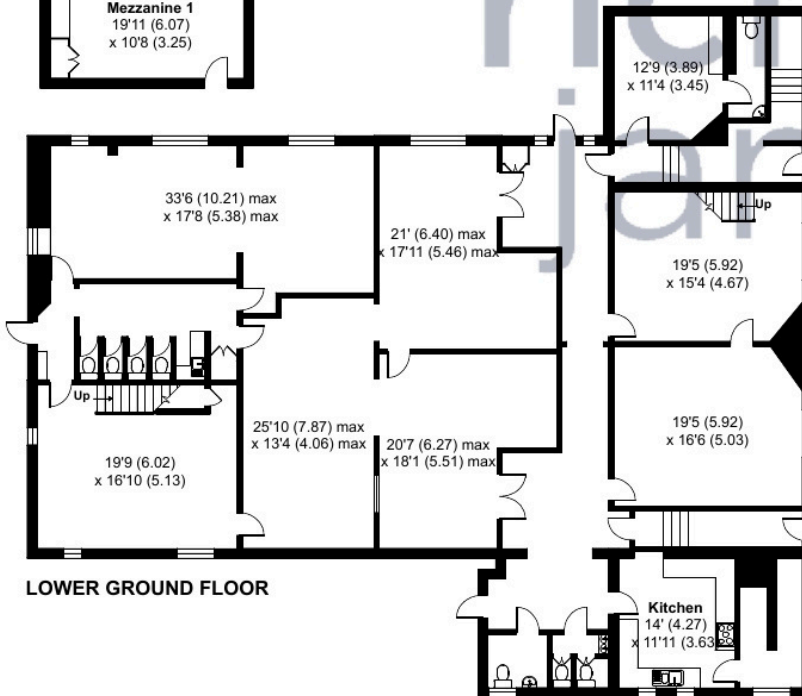 Mezzanine 1
19'11 (6.07)
x 10'8 (3.25)
12'9 (3.89)
x 11'4 (3.45)
33'6 (10.21) max
x 17'8 (5.38) max
21' (6.40) max
x 17'11 (5.46) max
Up
19'5 (5.92)
x 15'4 (4.67)
Up
19'9 (6.02)
x 16'10 (5.13)
25'10 (7.87) max
x 13'4 (4.06) max
20'7 (6.27) max
x 18'1 (5.51) max
19'5 (5.92)
x 16'6 (5.03)
LOWER GROUND FLOOR
Kitchen
14' (4.27)
x 11'11 (3.63